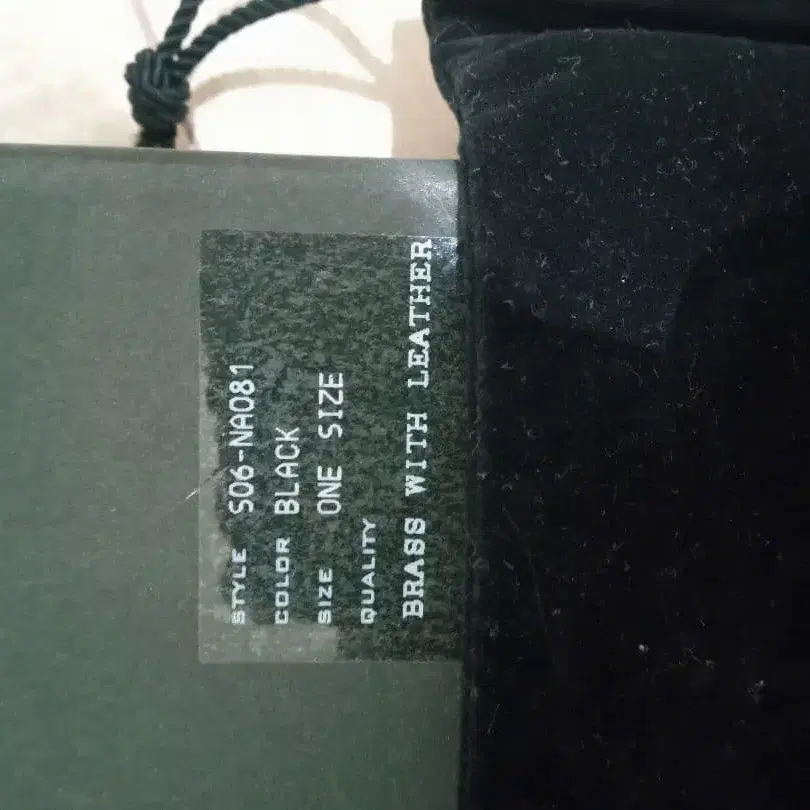 STYLE S06-NA081
COLOR BLACK
SIZE ONE SIZE
QUALITY
BRASS WITH LEATHER